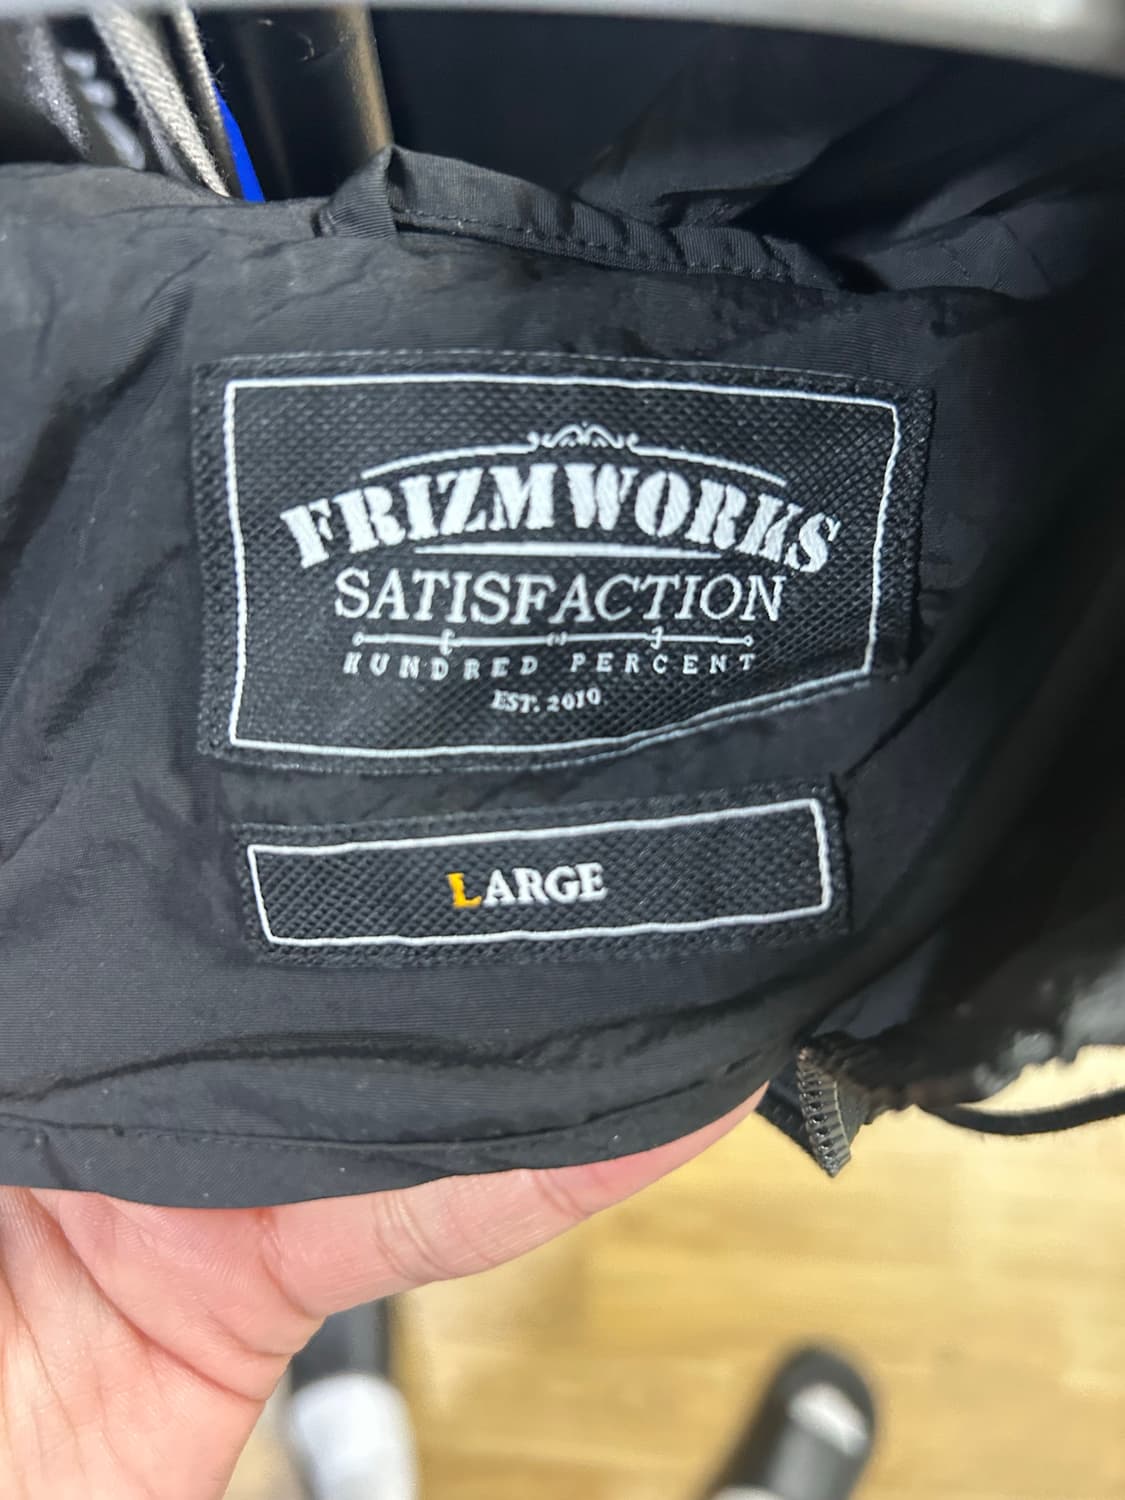 FRIZMWORKS
SATISFACTION
HUNDRED PERCENT
EST. 2010
LARGE